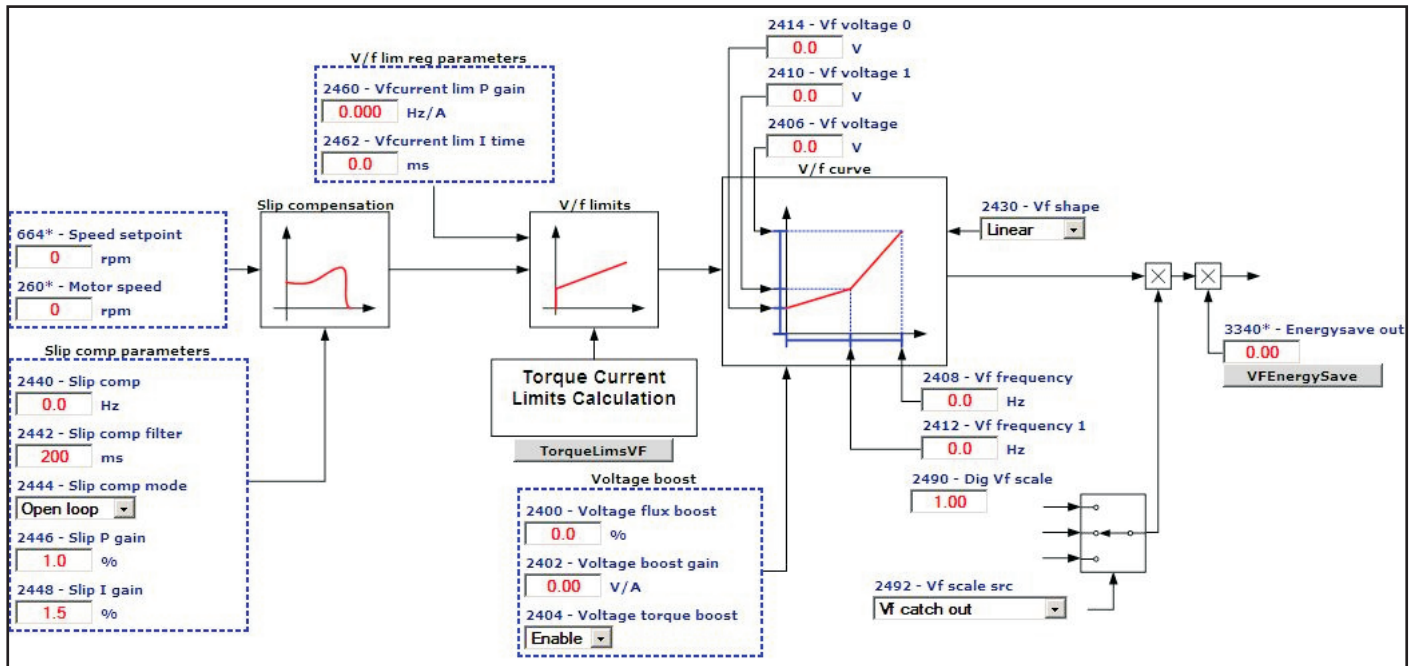 2414 - Vf voltage 0
0.0 V
2410 - Vf voltage 1
0.0 V
2406 - Vf voltage
0.0 V
V/f lim reg parameters
2460 - Vfcurrent lim P gain
0.000 Hz/A
2462 - Vfcurrent lim I time
0.0 ms
Slip compensation
V/f limits
V/f curve
2430 - Vf shape
Linear
664* - Speed setpoint
0 rpm
260* - Motor speed
0 rpm
Slip comp parameters
2440 - Slip comp
0.0 Hz
2442 - Slip comp filter
200 ms
2444 - Slip comp mode
Open loop
2446 - Slip P gain
1.0 %
2448 - Slip I gain
1.5 %
Torque Current
Limits Calculation
TorqueLimsVF
Voltage boost
2400 - Voltage flux boost
0.0 %
2402 - Voltage boost gain
0.00 V/A
2404 - Voltage torque boost
Enable
2408 - Vf frequency
0.0 Hz
2412 - Vf frequency 1
0.0 Hz
3340* - Energysave out
0.00
VFEnergySave
2490 - Dig Vf scale
1.00
2492 - Vf scale src
Vf catch out